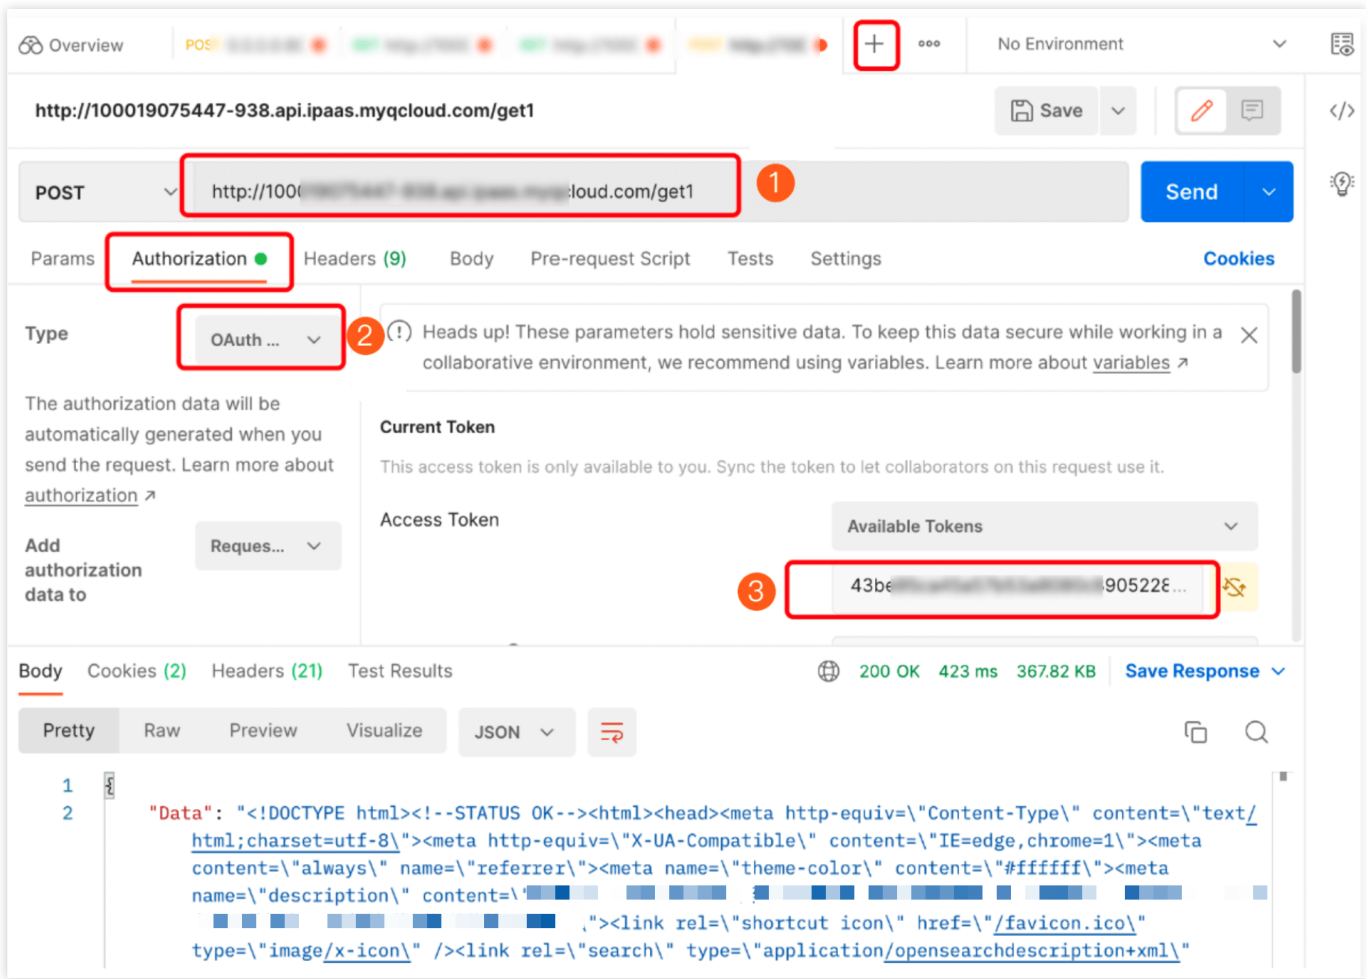 Overview
POS
No Environment
http://100019075447-938.api.ipaas.myqcloud.com/get1
Save
POST
http://100 loud.com/get1
1
Send
Params
Authorization
Headers (9)
Body
Pre-request Script
Tests
Settings
Cookies
Type
OAuth ...
2
Heads up! These parameters hold sensitive data. To keep this data secure while working in a
collaborative environment, we recommend using variables. Learn more about variables ↗
The authorization data will be
automatically generated when you
send the request. Learn more about
authorization ↗
Current Token
This access token is only available to you. Sync the token to let collaborators on this request use it.
Access Token
Available Tokens
Add
authorization
data to
Reques...
3
43be 905228...
Body
Cookies (2)
Headers (21)
Test Results
200 OK
423 ms
367.82 KB
Save Response
Pretty
Raw
Preview
Visualize
JSON
1 {
2 "Data": "<!DOCTYPE html><!--STATUS OK--><html><head><meta http-equiv=\"Content-Type\" content=\"text/
html;charset=utf-8\"><meta http-equiv=\"X-UA-Compatible\" content=\"IE=edge,chrome=1\"><meta
content=\"always\" name=\"referrer\"><meta name=\"theme-color\" content=\"#ffffff\"><meta
name=\"description\" content=\"
"><link rel=\"shortcut icon\" href=\"/favicon.ico\"
type=\"image/x-icon\" /><link rel=\"search\" type=\"application/opensearchdescription+xml\"